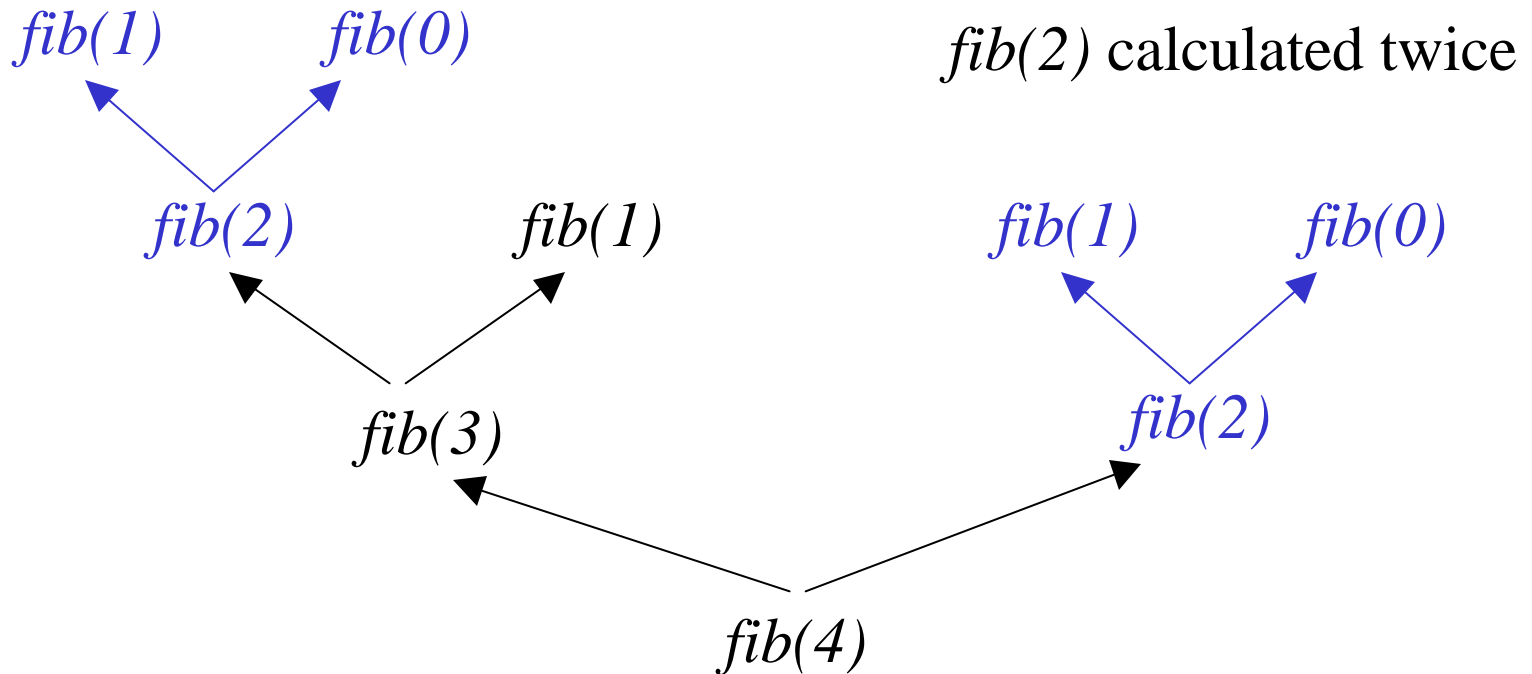 fib(1) fib(0) fib(2) calculated twice
fib(2) fib(1) fib(1) fib(0)
fib(3) fib(2)
fib(4)